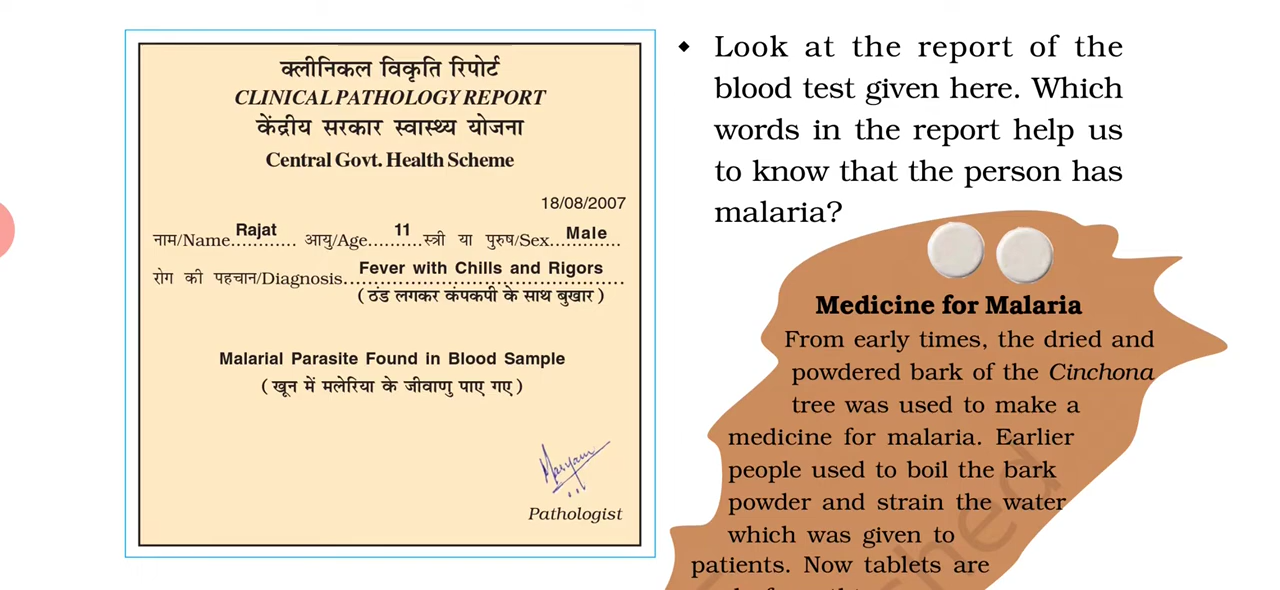 क्लीनिकल विकृति रिपोर्ट
CLINICAL PATHOLOGY REPORT
केंद्रीय सरकार स्वास्थ्य योजना
Central Govt. Health Scheme
18/08/2007
नाम/Name Rajat आयु/Age 11 स्त्री या पुरुष/Sex Male
रोग की पहचान/Diagnosis Fever with Chills and Rigors
(ठंड लगकर कंपकपी के साथ बुखार)
Malarial Parasite Found in Blood Sample
(खून में मलेरिया के जीवाणु पाए गए)
Maryam
Pathologist
Look at the report of the
blood test given here. Which
words in the report help us
to know that the person has
malaria?
Medicine for Malaria
From early times, the dried and
powdered bark of the Cinchona
tree was used to make a
medicine for malaria. Earlier
people used to boil the bark
powder and strain the water
which was given to
patients. Now tablets are